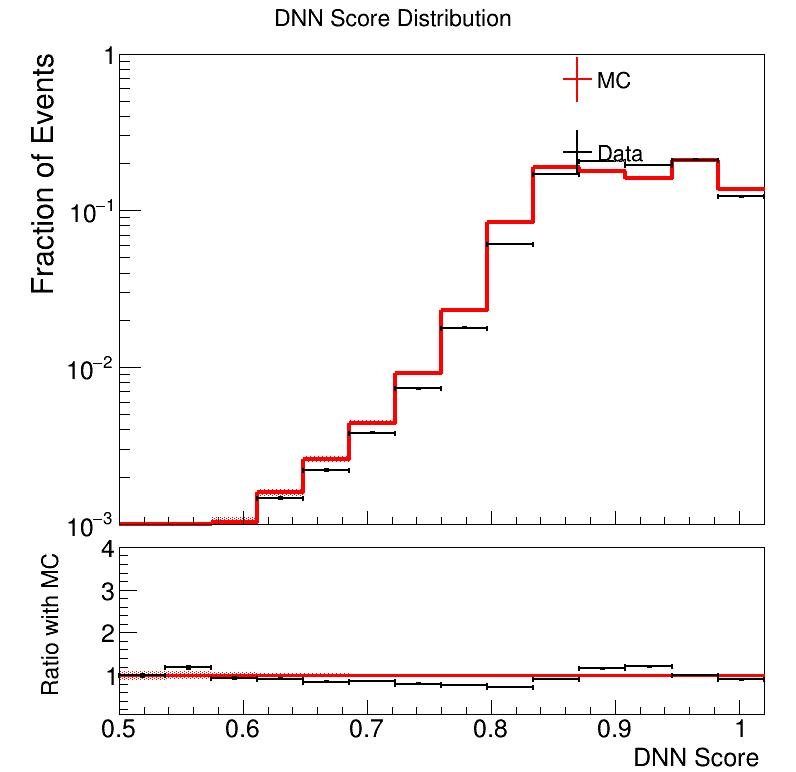 DNN Score Distribution
Fraction of Events
1
10⁻¹
10⁻²
10⁻³
MC
Data
Ratio with MC
4
3
2
1
0.5 0.6 0.7 0.8 0.9 1
DNN Score